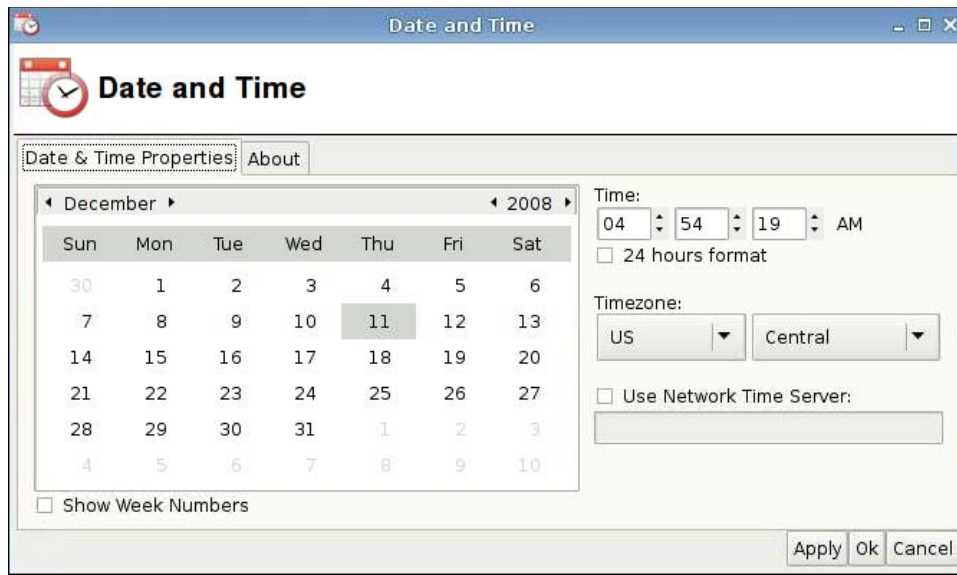 Date and Time
Date and Time
Date & Time Properties About
December 2008
Sun Mon Tue Wed Thu Fri Sat
30 1 2 3 4 5 6
7 8 9 10 11 12 13
14 15 16 17 18 19 20
21 22 23 24 25 26 27
28 29 30 31 1 2 3
4 5 6 7 8 9 10
Show Week Numbers
Time:
04 54 19 AM
24 hours format
Timezone:
US Central
Use Network Time Server:
Apply Ok Cancel